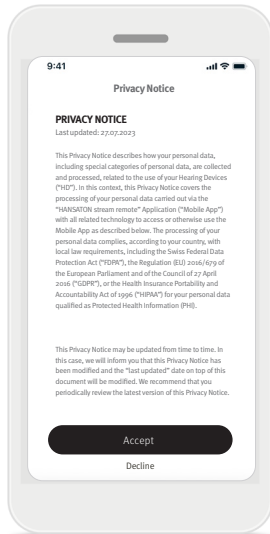 9:41
Privacy Notice
PRIVACY NOTICE
Last updated: 27.07.2023
This Privacy Notice describes how your personal data,
including special categories of personal data, are collected
and processed, related to the use of your Hearing Devices
("HD"). In this context, this Privacy Notice covers the
processing of your personal data carried out via the
"HANSATON stream remote" Application ("Mobile App")
with all related technology to access or otherwise use the
Mobile App as described below. The processing of your
personal data complies, according to your country, with
local law requirements, including the Swiss Federal Data
Protection Act ("FDPA"), the Regulation (EU) 2016/679 of
the European Parliament and of the Council of 27 April
2016 ("GDPR"), or the Health Insurance Portability and
Accountability Act of 1996 ("HIPAA") for your personal data
qualified as Protected Health Information (PHI).
This Privacy Notice may be updated from time to time. In
this case, we will inform you that this Privacy Notice has
been modified and the "last updated" date on top of this
document will be modified. We recommend that you
periodically review the latest version of this Privacy Notice.
Accept
Decline